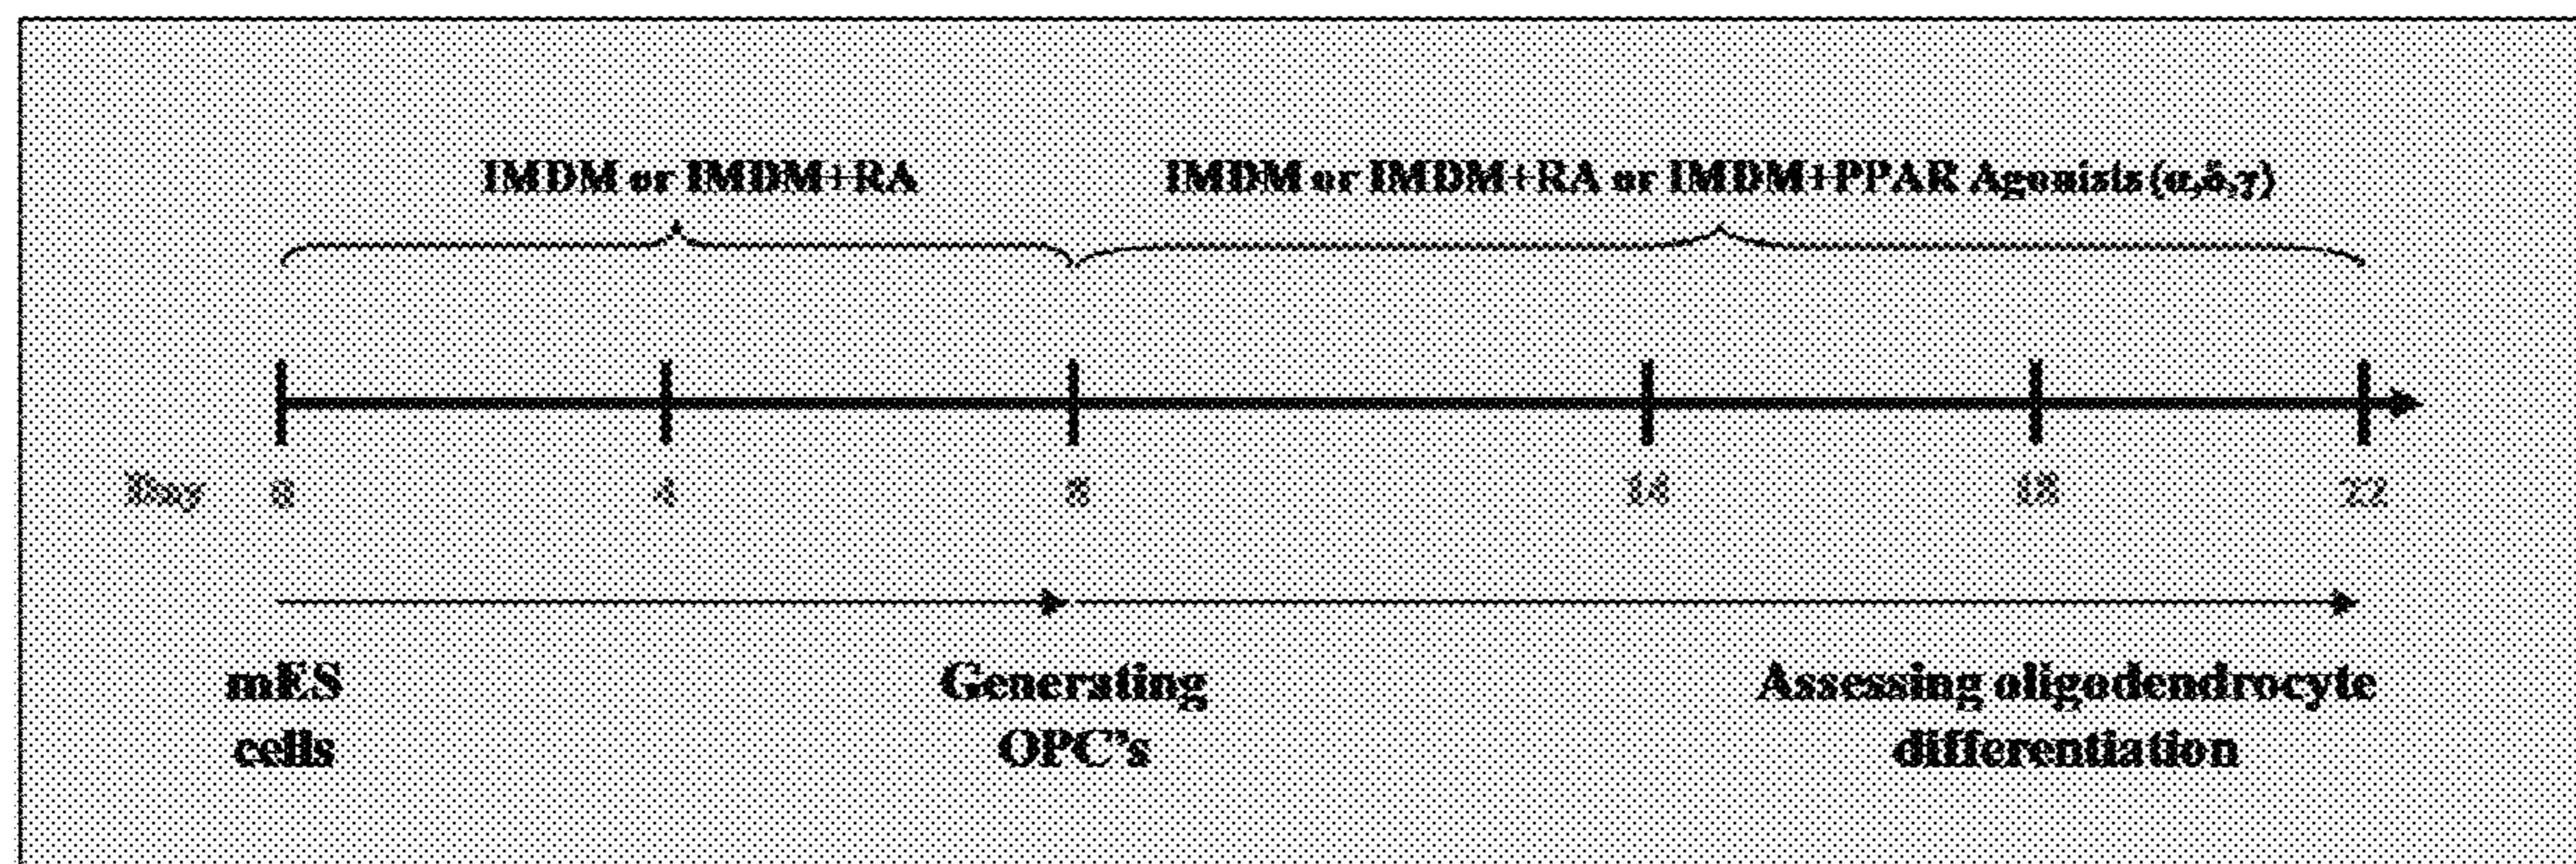 IMDM or IMDM+RA
IMDM or IMDM+RA or IMDM+PPAR Agonists (α,δ,γ)
Day 0 4 8 14 18 22
mES
cells
Generating
OPC's
Assessing oligodendrocyte
differentiation